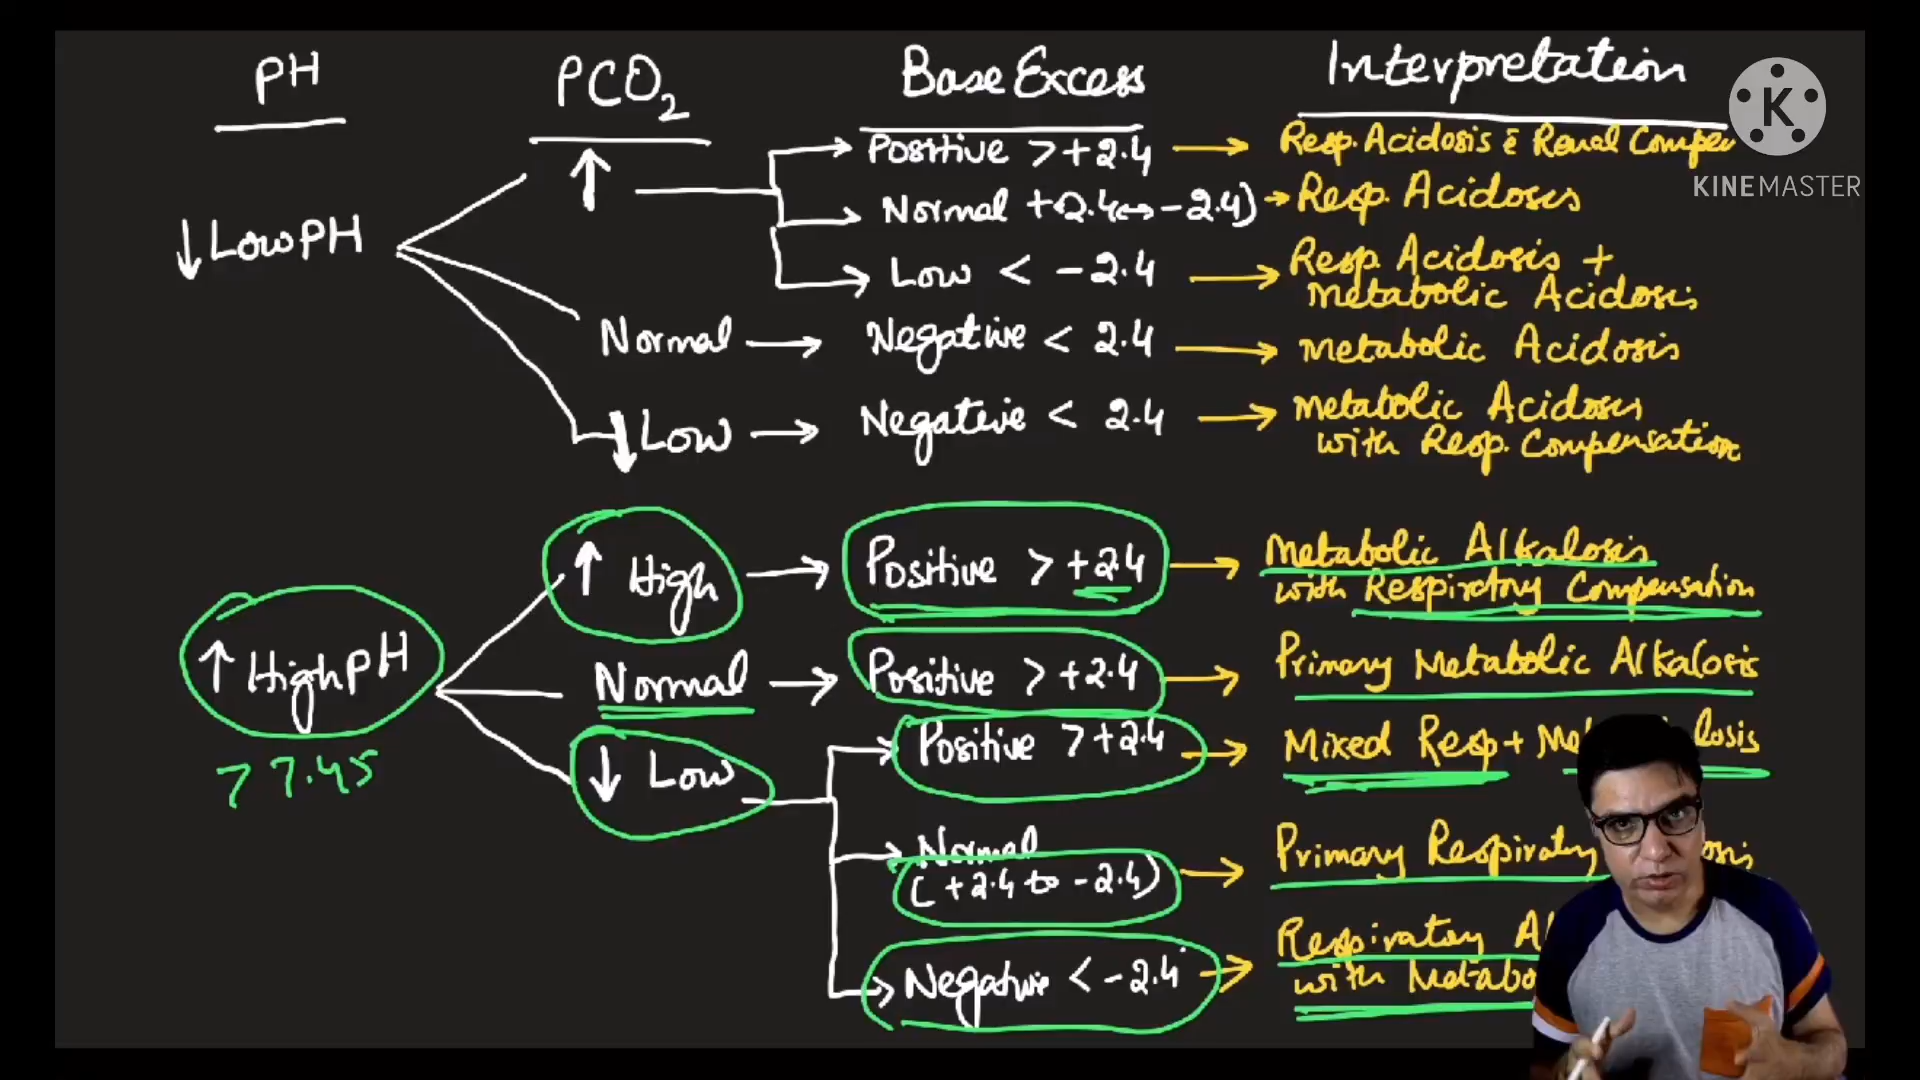 PH PCO₂ Base Excess Interpretation
K
KINEMASTER
↓ Low PH
↑
Positive > +2.4 → Resp. Acidosis c̄ Renal Compen
Normal +2.4 ↔ -2.4) → Resp. Acidosis
Low < -2.4 → Resp. Acidosis +
Metabolic Acidosis
Normal → Negative < 2.4 → Metabolic Acidosis
↓ Low → Negative < 2.4 → Metabolic Acidosis
with Resp. Compensation
↑ High PH
> 7.45
↑ High → Positive > +2.4 → Metabolic Alkalosis
with Respiratory Compensation
Normal → Positive > +2.4 → Primary Metabolic Alkalosis
↓ Low
Positive > +2.4 → Mixed Resp +
Normal
(+2.4 to -2.4) → Primary Respiratory
Negative < -2.4 → Respiratory
with